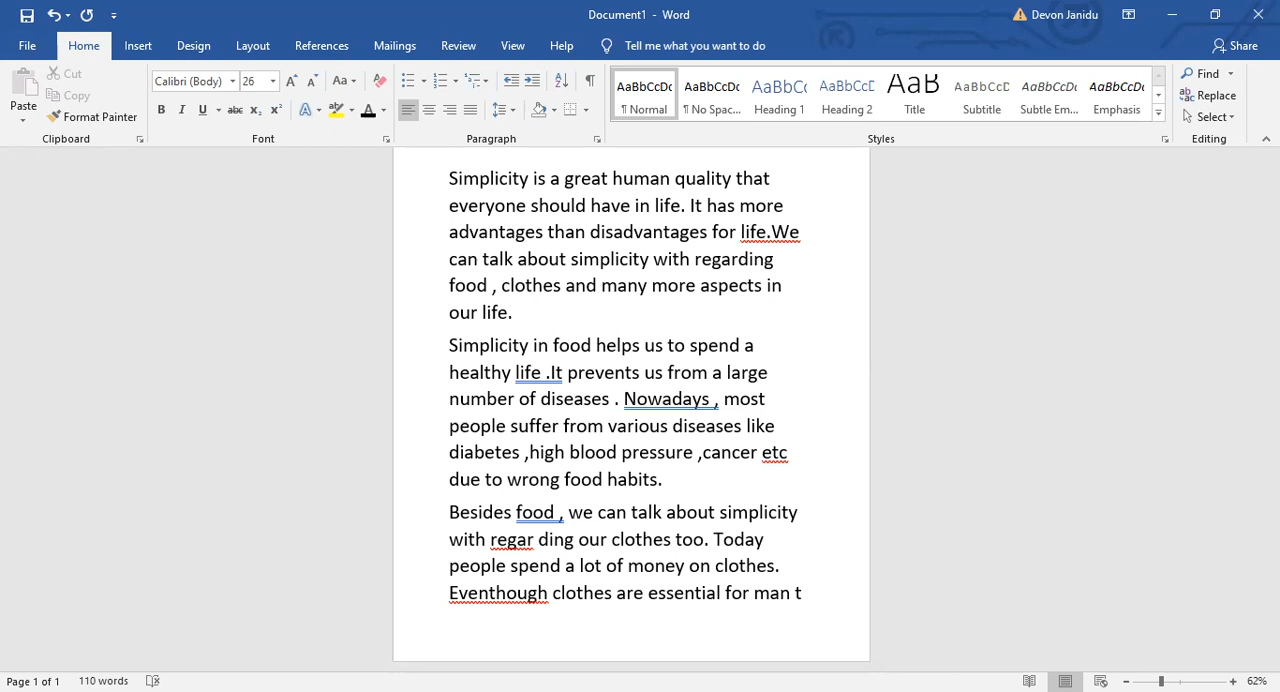 Document1 - Word
Devon Janidu
File Home Insert Design Layout References Mailings Review View Help Tell me what you want to do Share
Paste
Cut
Copy
Format Painter
Clipboard
Calibri (Body) 26
Font
Paragraph
AaBbCcDc AaBbCcDc AaBbCc AaBbCcD AaB AaBbCcD AaBbCcDc AaBbCcDc
¶ Normal ¶ No Spac... Heading 1 Heading 2 Title Subtitle Subtle Em... Emphasis
Styles
Find
Replace
Select
Editing
Simplicity is a great human quality that
everyone should have in life. It has more
advantages than disadvantages for life.We
can talk about simplicity with regarding
food , clothes and many more aspects in
our life.
Simplicity in food helps us to spend a
healthy life .It prevents us from a large
number of diseases . Nowadays , most
people suffer from various diseases like
diabetes ,high blood pressure ,cancer etc
due to wrong food habits.
Besides food , we can talk about simplicity
with regar ding our clothes too. Today
people spend a lot of money on clothes.
Eventhough clothes are essential for man t
Page 1 of 1 110 words 62%